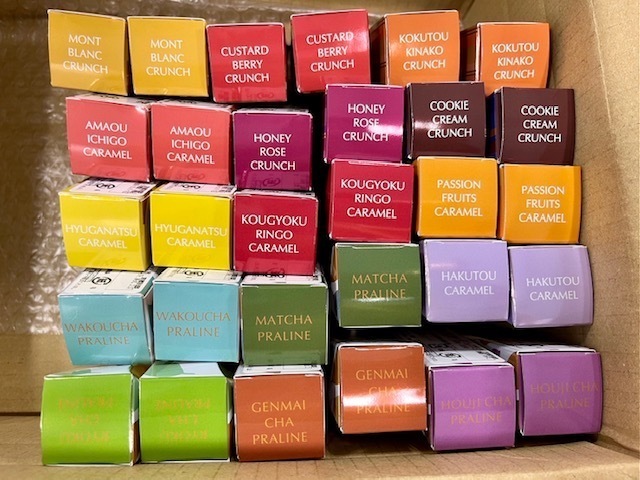 MONT
BLANC
CRUNCH
MONT
BLANC
CRUNCH
CUSTARD
BERRY
CRUNCH
CUSTARD
BERRY
CRUNCH
KOKUTOU
KINAKO
CRUNCH
KOKUTOU
KINAKO
CRUNCH
AMAOU
ICHIGO
CARAMEL
AMAOU
ICHIGO
CARAMEL
HONEY
ROSE
CRUNCH
HONEY
ROSE
CRUNCH
COOKIE
CREAM
CRUNCH
COOKIE
CREAM
CRUNCH
HYUGANATSU
CARAMEL
HYUGANATSU
CARAMEL
KOUGYOKU
RINGO
CARAMEL
KOUGYOKU
RINGO
CARAMEL
PASSION
FRUITS
CARAMEL
PASSION
FRUITS
CARAMEL
WAKOUCHA
PRALINE
WAKOUCHA
PRALINE
MATCHA
PRALINE
MATCHA
PRALINE
HAKUTOU
CARAMEL
HAKUTOU
CARAMEL
GENMAI
CHA
PRALINE
GENMAI
CHA
PRALINE
HOUJI CHA
PRALINE
HOUJI CHA
PRALINE